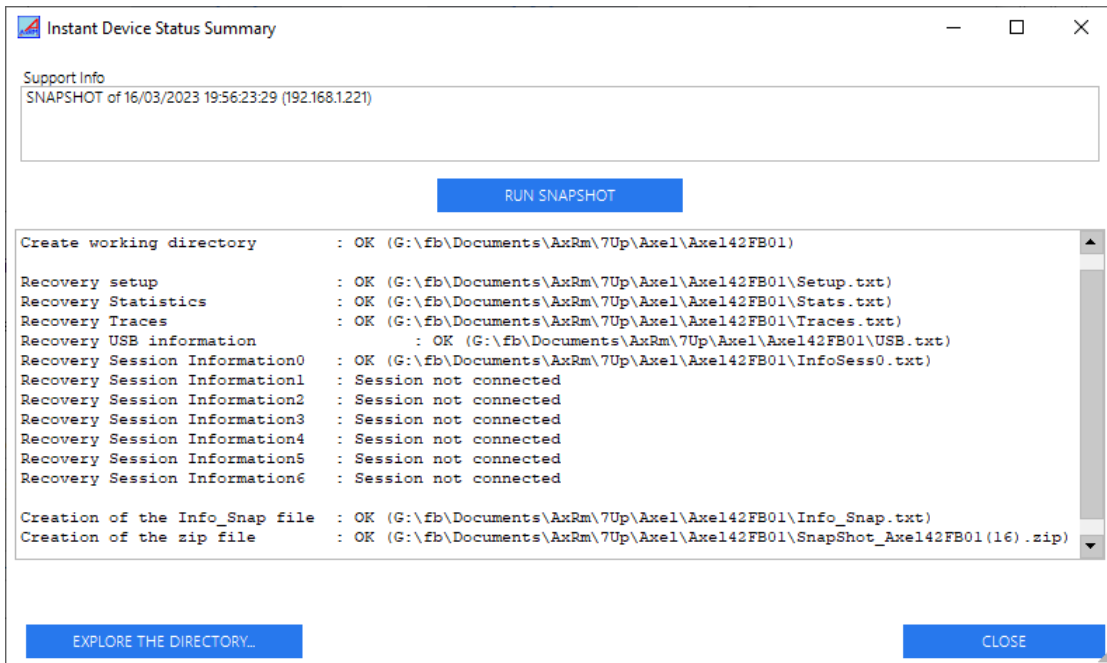 Instant Device Status Summary
Support Info
SNAPSHOT of 16/03/2023 19:56:23:29 (192.168.1.221)
RUN SNAPSHOT
Create working directory : OK (G:\fb\Documents\AxRm\7Up\Axel\Axel42FB01)
Recovery setup : OK (G:\fb\Documents\AxRm\7Up\Axel\Axel42FB01\Setup.txt)
Recovery Statistics : OK (G:\fb\Documents\AxRm\7Up\Axel\Axel42FB01\Stats.txt)
Recovery Traces : OK (G:\fb\Documents\AxRm\7Up\Axel\Axel42FB01\Traces.txt)
Recovery USB information : OK (G:\fb\Documents\AxRm\7Up\Axel\Axel42FB01\USB.txt)
Recovery Session Information0 : OK (G:\fb\Documents\AxRm\7Up\Axel\Axel42FB01\InfoSess0.txt)
Recovery Session Information1 : Session not connected
Recovery Session Information2 : Session not connected
Recovery Session Information3 : Session not connected
Recovery Session Information4 : Session not connected
Recovery Session Information5 : Session not connected
Recovery Session Information6 : Session not connected
Creation of the Info_Snap file : OK (G:\fb\Documents\AxRm\7Up\Axel\Axel42FB01\Info_Snap.txt)
Creation of the zip file : OK (G:\fb\Documents\AxRm\7Up\Axel\Axel42FB01\SnapShot_Axel42FB01(16).zip)
EXPLORE THE DIRECTORY...
CLOSE